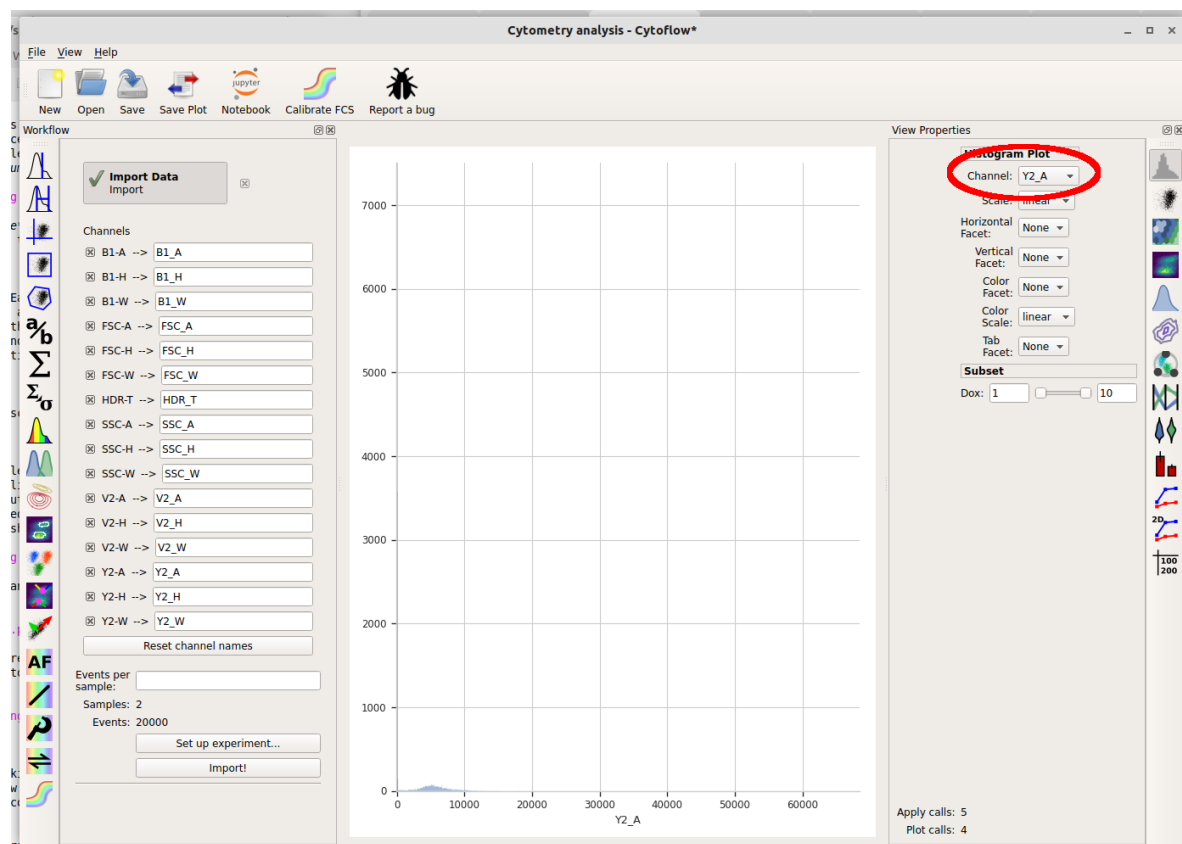 Cytometry analysis - Cytoflow*
File View Help
New Open Save Save Plot Notebook Calibrate FCS Report a bug
jupyter
Workflow
Import Data
Import
Channels
B1-A --> B1_A
B1-H --> B1_H
B1-W --> B1_W
FSC-A --> FSC_A
FSC-H --> FSC_H
FSC-W --> FSC_W
HDR-T --> HDR_T
SSC-A --> SSC_A
SSC-H --> SSC_H
SSC-W --> SSC_W
V2-A --> V2_A
V2-H --> V2_H
V2-W --> V2_W
Y2-A --> Y2_A
Y2-H --> Y2_H
Y2-W --> Y2_W
Reset channel names
Events per
sample:
Samples: 2
Events: 20000
Set up experiment...
Import!
a/b
Σ
Σ,σ
AF
7000
6000
5000
4000
3000
2000
1000
0
0 10000 20000 30000 40000 50000 60000
Y2_A
View Properties
Histogram Plot
Channel: Y2_A
Scale: linear
Horizontal
Facet: None
Vertical
Facet: None
Color
Facet: None
Color
Scale: linear
Tab
Facet: None
Subset
Dox: 1 10
2D
100
200
Apply calls: 5
Plot calls: 4